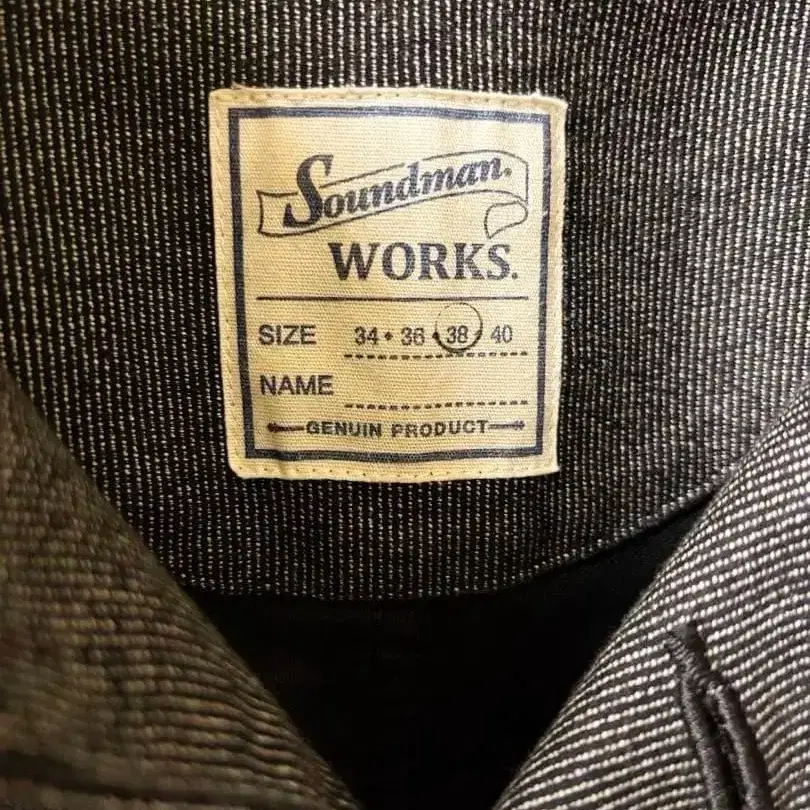 Soundman.
WORKS.
SIZE 34 • 36 • 38 • 40
NAME
GENUIN PRODUCT